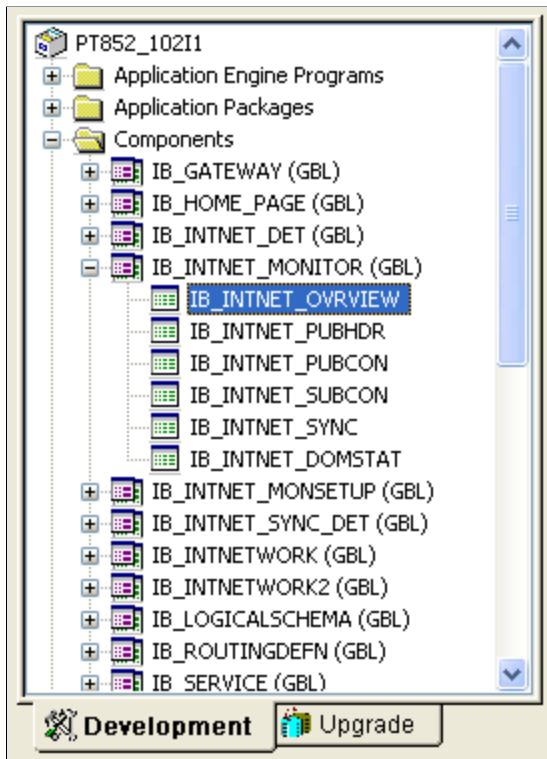 PT852_102I1
Application Engine Programs
Application Packages
Components
IB_GATEWAY (GBL)
IB_HOME_PAGE (GBL)
IB_INTNET_DET (GBL)
IB_INTNET_MONITOR (GBL)
IB_INTNET_OVRVIEW
IB_INTNET_PUBHDR
IB_INTNET_PUBCON
IB_INTNET_SUBCON
IB_INTNET_SYNC
IB_INTNET_DOMSTAT
IB_INTNET_MONSETUP (GBL)
IB_INTNET_SYNC_DET (GBL)
IB_INTNETWORK (GBL)
IB_INTNETWORK2 (GBL)
IB_LOGICALSCHEMA (GBL)
IB_ROUTINGDEFN (GBL)
IB_SERVICE (GBL)
Development Upgrade